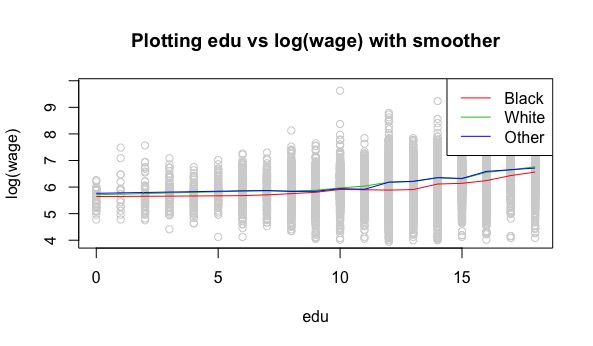 Plotting edu vs log(wage) with smoother
log(wage)
9
8
7
6
5
4
Black
White
Other
0 5 10 15
edu